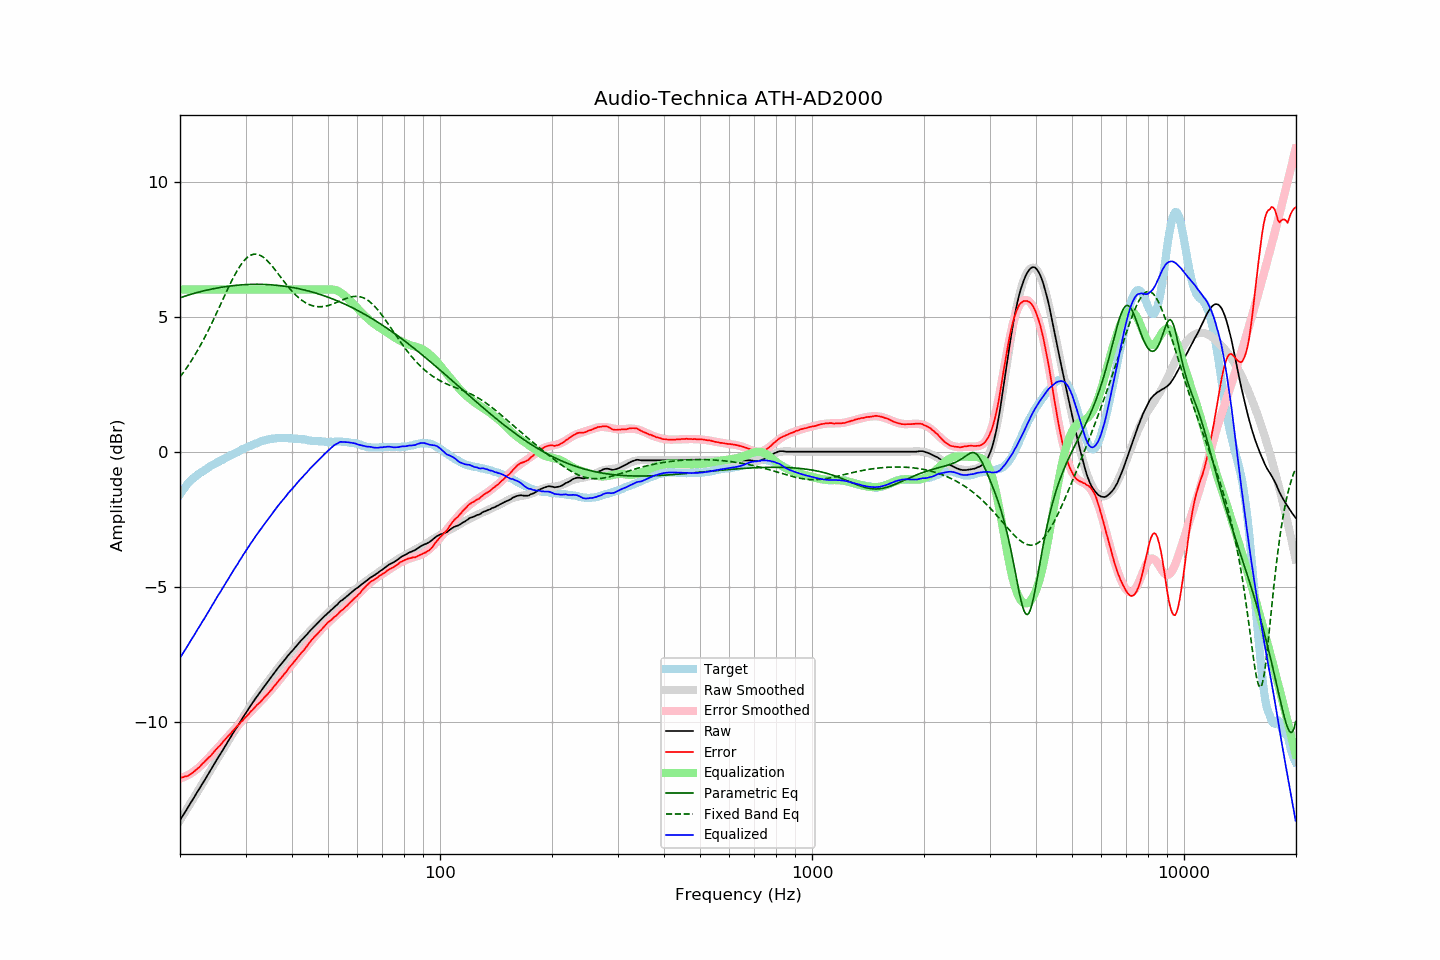 Audio-Technica ATH-AD2000
10
5
0
−5
−10
Amplitude (dBr)
100
1000
10000
Frequency (Hz)
Target
Raw Smoothed
Error Smoothed
Raw
Error
Equalization
Parametric Eq
Fixed Band Eq
Equalized